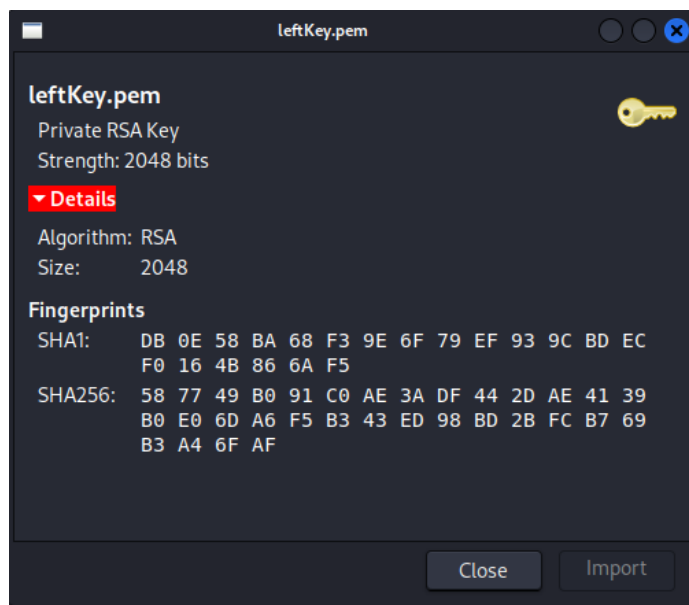 leftKey.pem
leftKey.pem
Private RSA Key
Strength: 2048 bits
Details
Algorithm: RSA
Size: 2048
Fingerprints
SHA1: DB 0E 58 BA 68 F3 9E 6F 79 EF 93 9C BD EC
F0 16 4B 86 6A F5
SHA256: 58 77 49 B0 91 C0 AE 3A DF 44 2D AE 41 39
B0 E0 6D A6 F5 B3 43 ED 98 BD 2B FC B7 69
B3 A4 6F AF
Close Import